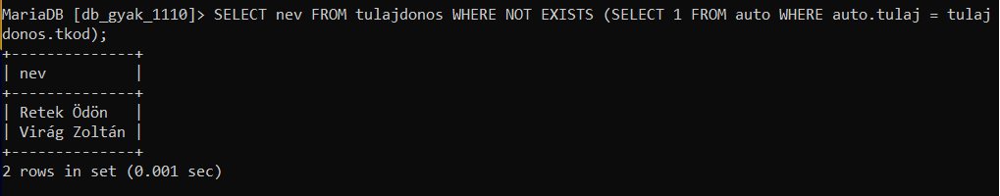 MariaDB [db_gyak_1110]> SELECT nev FROM tulajdonos WHERE NOT EXISTS (SELECT 1 FROM auto WHERE auto.tulaj = tulaj
donos.tkod);
+--------------+
| nev          |
+--------------+
| Retek Ödön   |
| Virág Zoltán |
+--------------+
2 rows in set (0.001 sec)